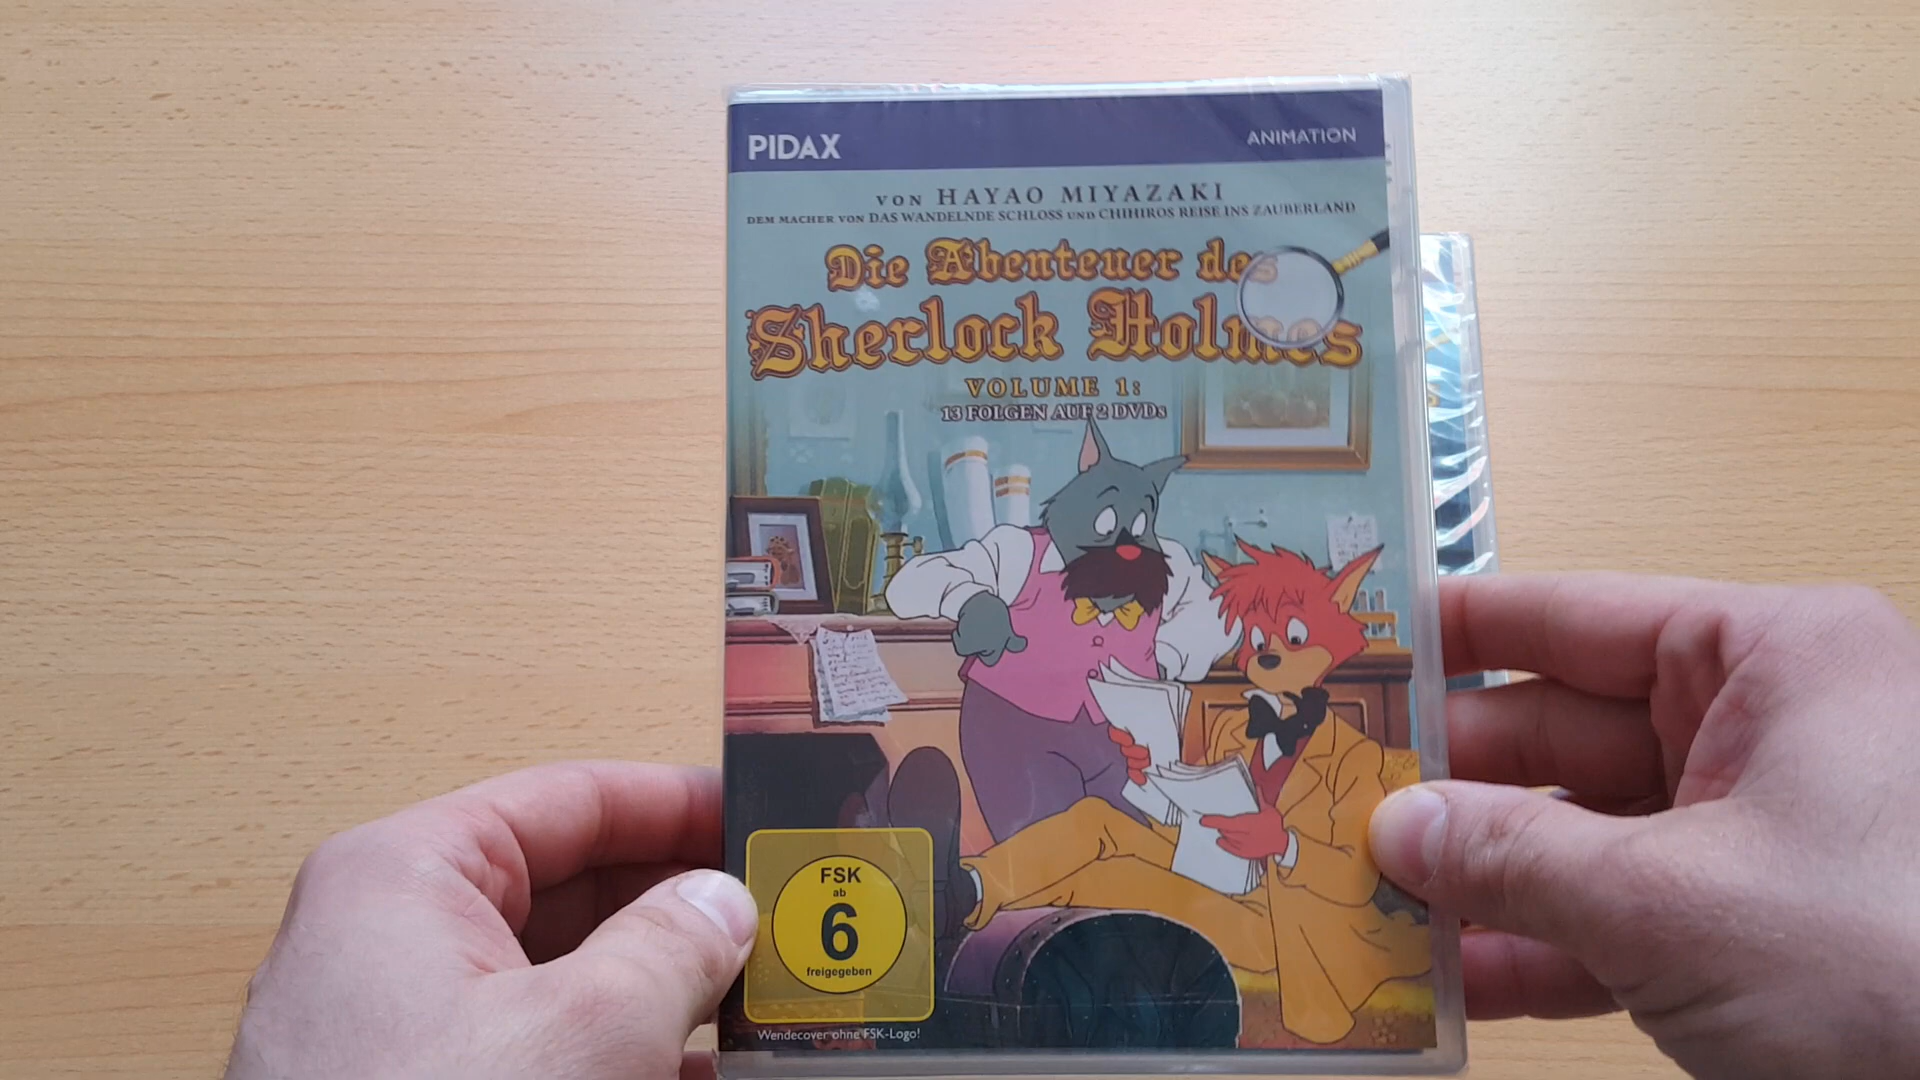 PIDAX
ANIMATION
VON HAYAO MIYAZAKI
DEM MACHER VON DAS WANDELNDE SCHLOSS UND CHIHIROS REISE INS ZAUBERLAND
Die Abenteuer des
Sherlock Holmes
VOLUME 1:
13 FOLGEN AUF 2 DVDs
FSK
ab
6
freigegeben
Wendecover ohne FSK-Logo!